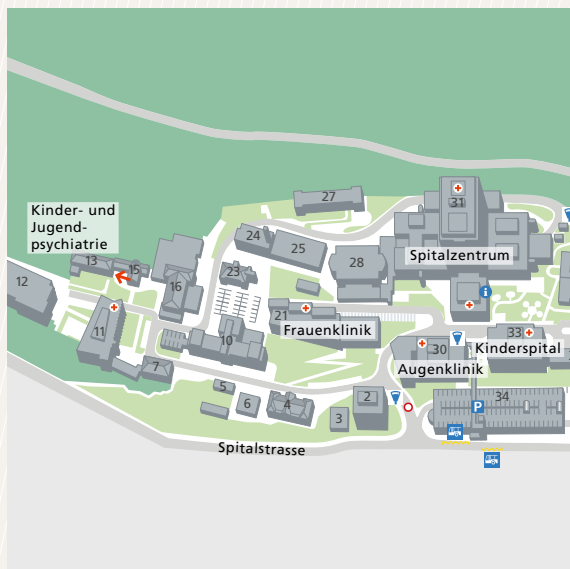 27
31
Kinder- und
Jugend-
psychiatrie
24
25
28
Spitalzentrum
13
15
23
12
16
i
21
Frauenklinik
11
10
30
33
Kinderspital
7
Augenklinik
5
6
4
2
3
34
P
Spitalstrasse